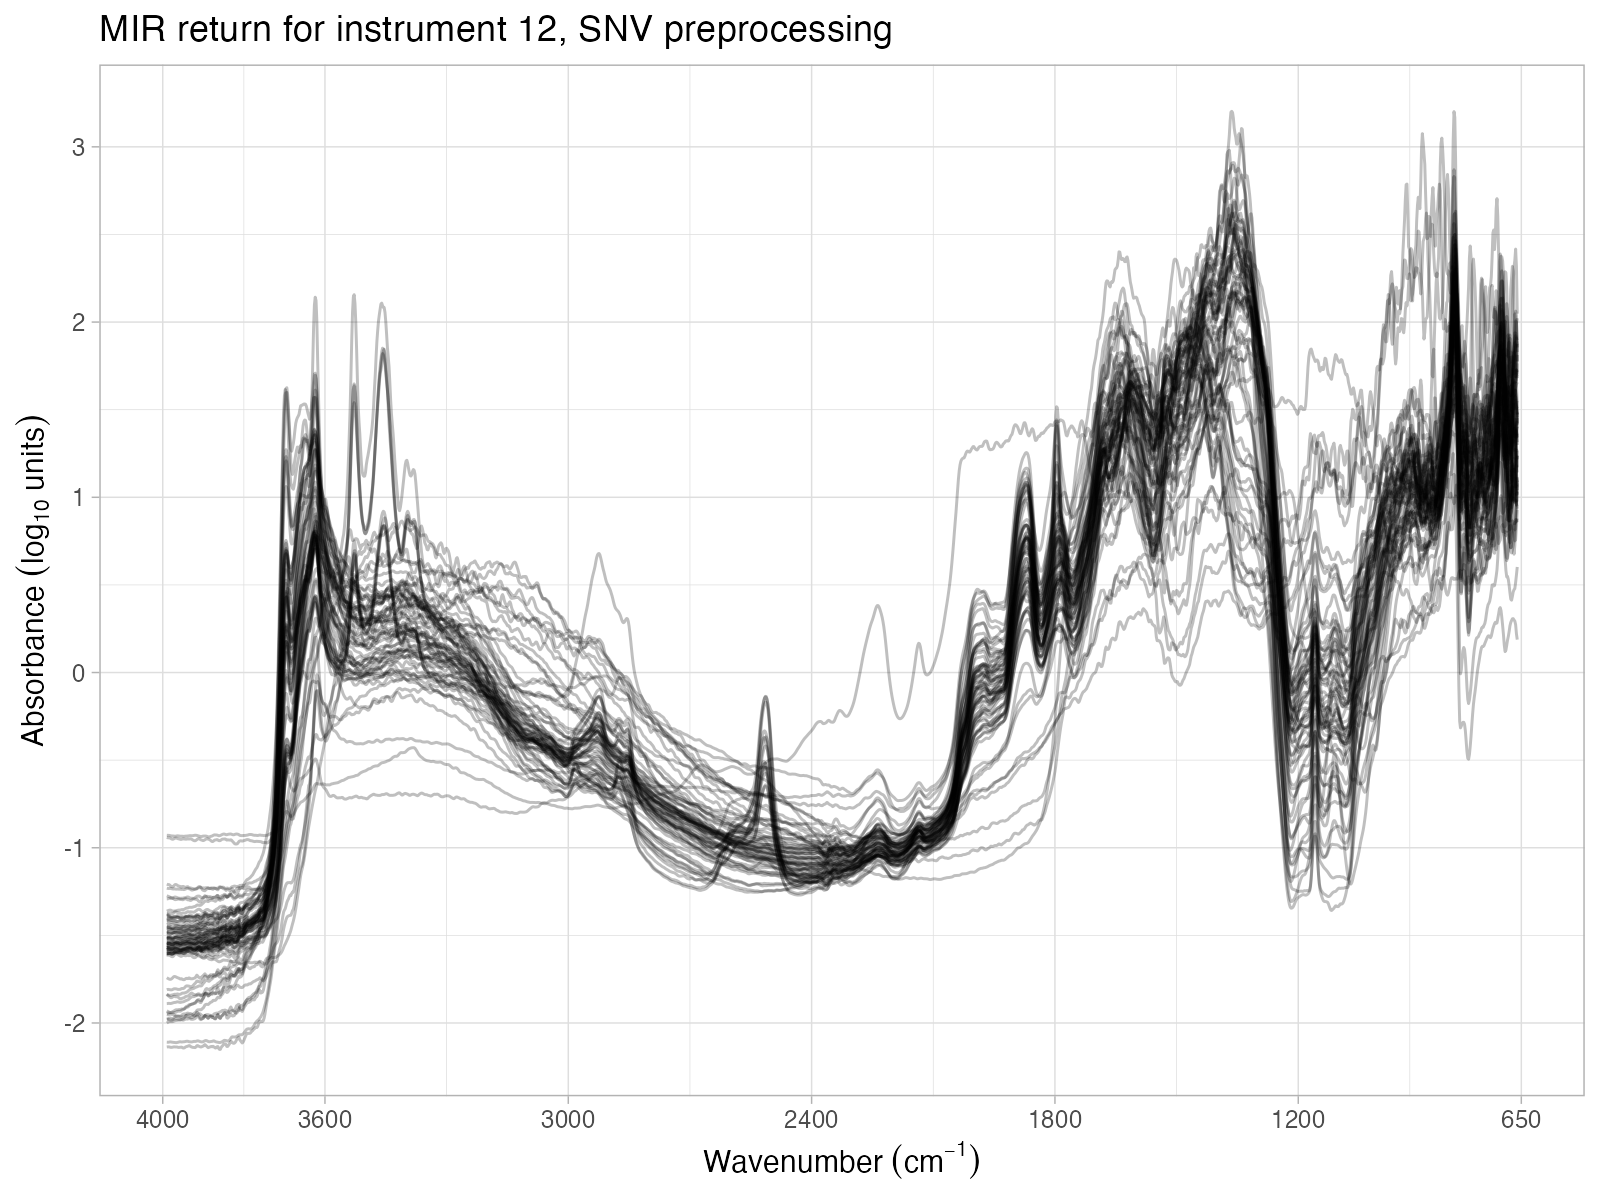 MIR return for instrument 12, SNV preprocessing
3
2
1
0
-1
-2
Absorbance (log₁₀ units)
4000 3600 3000 2400 1800 1200 650
Wavenumber (cm⁻¹)